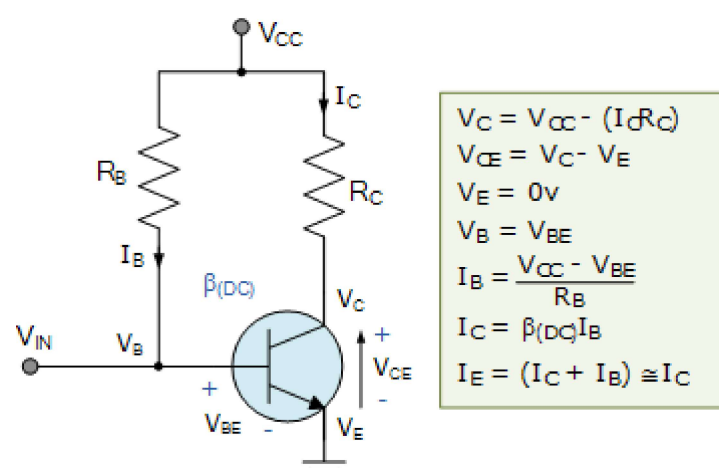 VCC
IC
RB
RC
IB
β(DC)
VC
VIN
VB
+
VCE
-
+
VBE -
VE
VC = VCC - (ICRC)
VCE = VC - VE
VE = 0v
VB = VBE
IB = VCC - VBE / RB
IC = β(DC)IB
IE = (IC + IB) ≅ IC